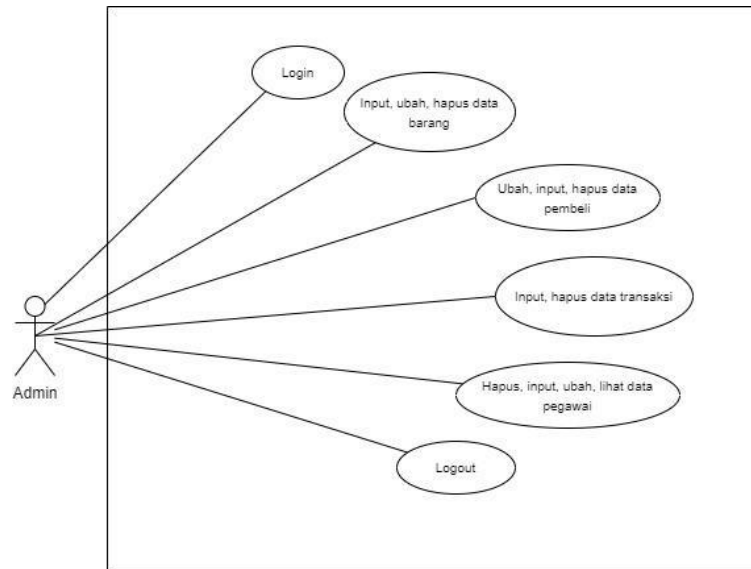 Login
Input, ubah, hapus data
barang
Ubah, input, hapus data
pembeli
Input, hapus data transaksi
Admin
Hapus, input, ubah, lihat data
pegawai
Logout